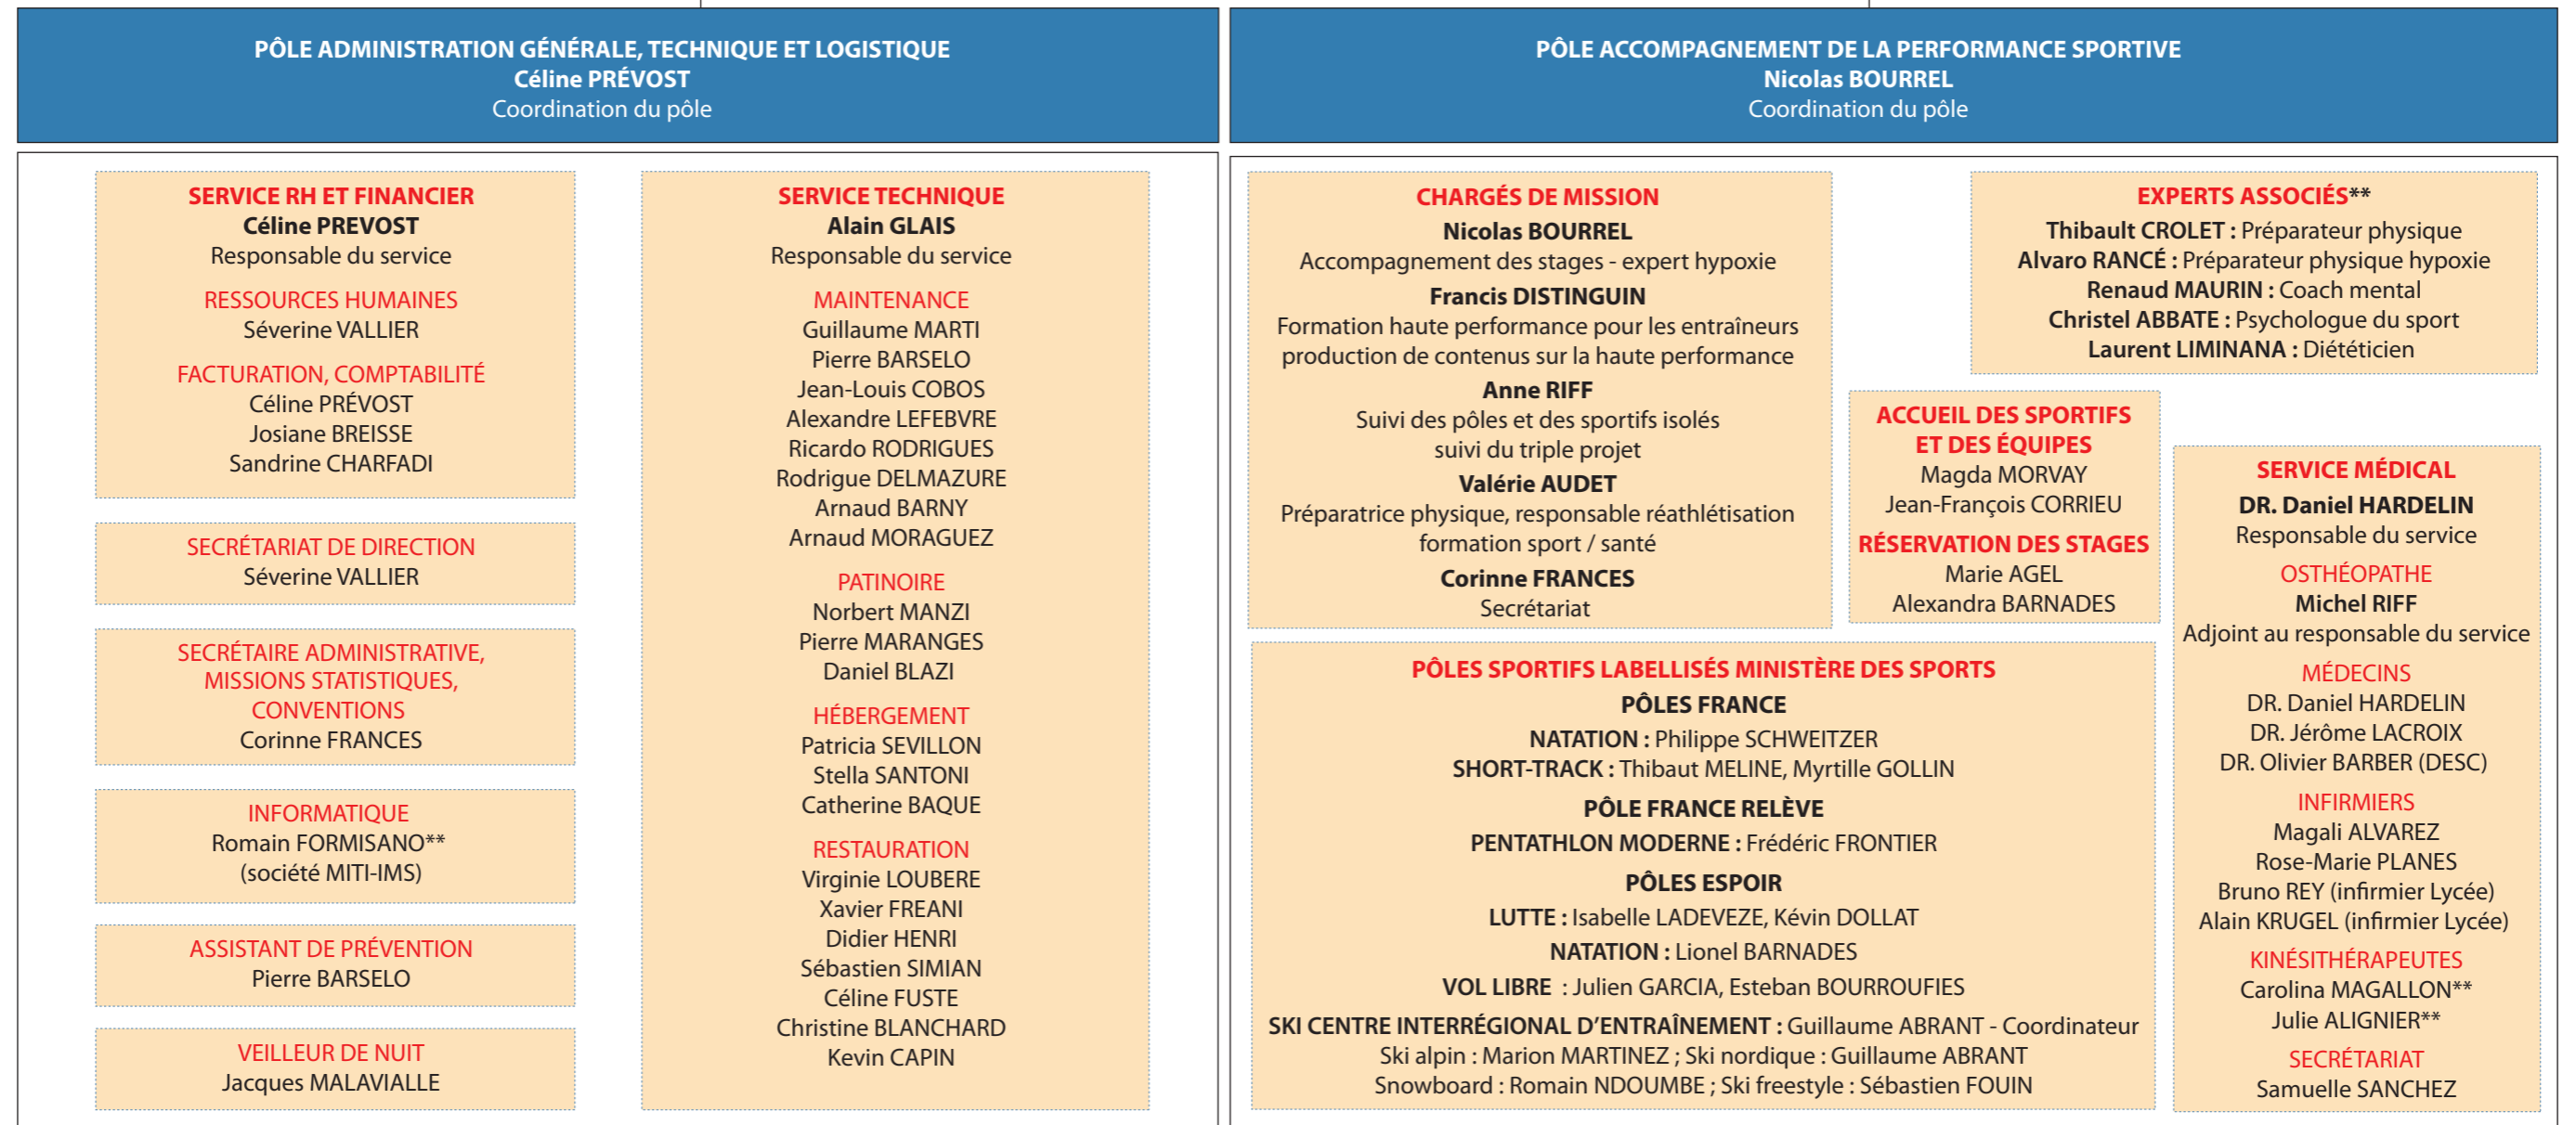 PÔLE ADMINISTRATION GÉNÉRALE, TECHNIQUE ET LOGISTIQUE
Céline PRÉVOST
Coordination du pôle
SERVICE RH ET FINANCIER
Céline PREVOST
Responsable du service
RESSOURCES HUMAINES
Séverine VALLIER
FACTURATION, COMPTABILITÉ
Céline PRÉVOST
Josiane BREISSE
Sandrine CHARFADI
SECRÉTARIAT DE DIRECTION
Séverine VALLIER
SECRÉTAIRE ADMINISTRATIVE,
MISSIONS STATISTIQUES,
CONVENTIONS
Corinne FRANCES
INFORMATIQUE
Romain FORMISANO**
(société MITI-IMS)
ASSISTANT DE PRÉVENTION
Pierre BARSELO
VEILLEUR DE NUIT
Jacques MALAVIALLE
SERVICE TECHNIQUE
Alain GLAIS
Responsable du service
MAINTENANCE
Guillaume MARTI
Pierre BARSELO
Jean-Louis COBOS
Alexandre LEFEBVRE
Ricardo RODRIGUES
Rodrigue DELMAZURE
Arnaud BARNY
Arnaud MORAGUEZ
PATINOIRE
Norbert MANZI
Pierre MARANGES
Daniel BLAZI
HÉBERGEMENT
Patricia SEVILLON
Stella SANTONI
Catherine BAQUE
RESTAURATION
Virginie LOUBERE
Xavier FREANI
Didier HENRI
Sébastien SIMIAN
Céline FUSTE
Christine BLANCHARD
Kevin CAPIN
PÔLE ACCOMPAGNEMENT DE LA PERFORMANCE SPORTIVE
Nicolas BOURREL
Coordination du pôle
CHARGÉS DE MISSION
Nicolas BOURREL
Accompagnement des stages - expert hypoxie
Francis DISTINGUIN
Formation haute performance pour les entraîneurs
production de contenus sur la haute performance
Anne RIFF
Suivi des pôles et des sportifs isolés
suivi du triple projet
Valérie AUDET
Préparatrice physique, responsable réathlétisation
formation sport / santé
Corinne FRANCES
Secrétariat
EXPERTS ASSOCIÉS**
Thibault CROLET : Préparateur physique
Alvaro RANCÉ : Préparateur physique hypoxie
Renaud MAURIN : Coach mental
Christel ABBATE : Psychologue du sport
Laurent LIMINANA : Diététicien
ACCUEIL DES SPORTIFS
ET DES ÉQUIPES
Magda MORVAY
Jean-François CORRIEU
RÉSERVATION DES STAGES
Marie AGEL
Alexandra BARNADES
PÔLES SPORTIFS LABELLISÉS MINISTÈRE DES SPORTS
PÔLES FRANCE
NATATION : Philippe SCHWEITZER
SHORT-TRACK : Thibaut MELINE, Myrtille GOLLIN
PÔLE FRANCE RELÈVE
PENTATHLON MODERNE : Frédéric FRONTIER
PÔLES ESPOIR
LUTTE : Isabelle LADEVEZE, Kévin DOLLAT
NATATION : Lionel BARNADES
VOL LIBRE : Julien GARCIA, Esteban BOURROUFIES
SKI CENTRE INTERRÉGIONAL D'ENTRAÎNEMENT : Guillaume ABRANT - Coordinateur
Ski alpin : Marion MARTINEZ ; Ski nordique : Guillaume ABRANT
Snowboard : Romain NDOUMBE ; Ski freestyle : Sébastien FOUIN
SERVICE MÉDICAL
DR. Daniel HARDELIN
Responsable du service
OSTHÉOPATHE
Michel RIFF
Adjoint au responsable du service
MÉDECINS
DR. Daniel HARDELIN
DR. Jérôme LACROIX
DR. Olivier BARBER (DESC)
INFIRMIERS
Magali ALVAREZ
Rose-Marie PLANES
Bruno REY (infirmier Lycée)
Alain KRUGEL (infirmier Lycée)
KINÉSITHÉRAPEUTES
Carolina MAGALLON**
Julie ALIGNIER**
SECRÉTARIAT
Samuelle SANCHEZ